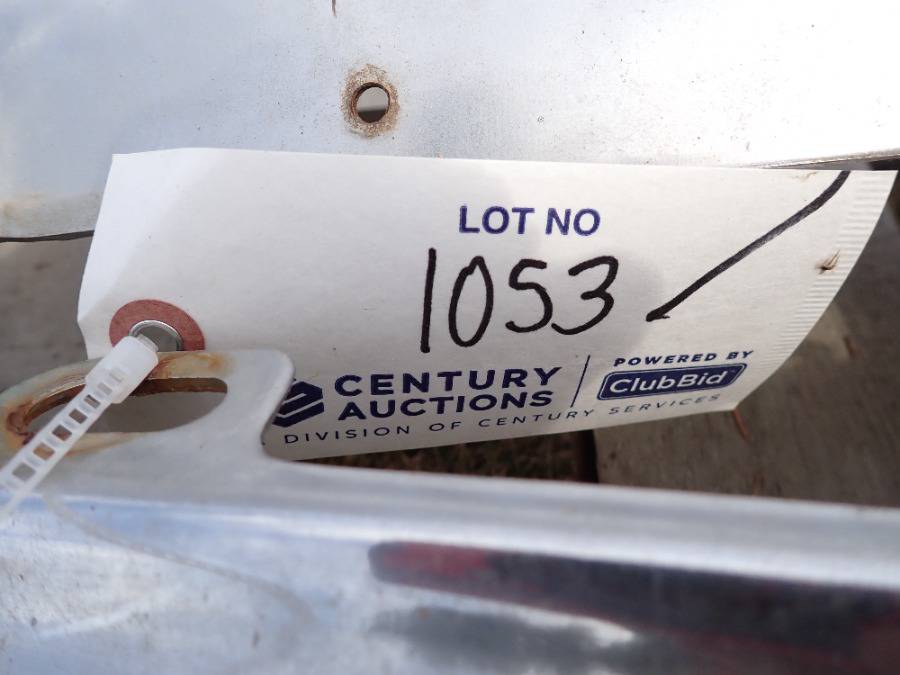 LOT NO
1053
CENTURY AUCTIONS
DIVISION OF CENTURY SERVICES
POWERED BY
ClubBid